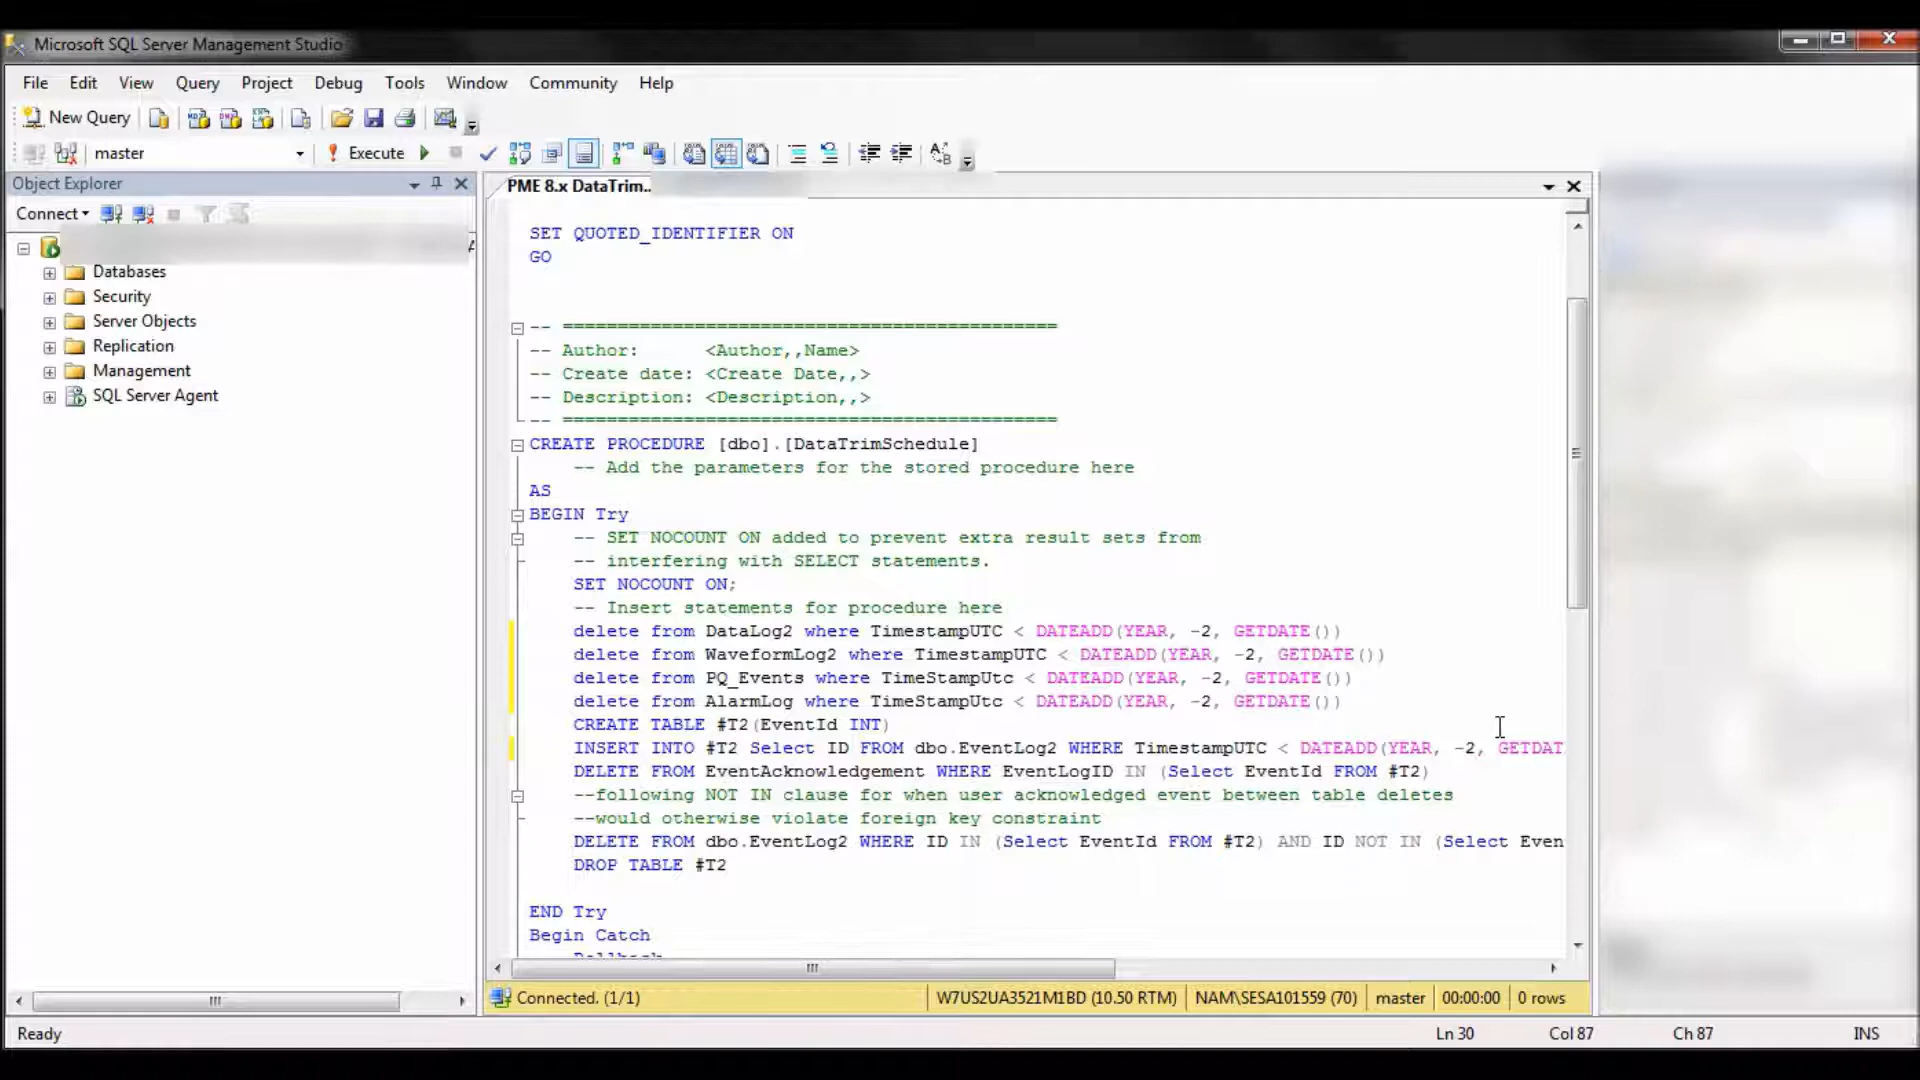 Microsoft SQL Server Management Studio
File Edit View Query Project Debug Tools Window Community Help
New Query
master Execute
Object Explorer
PME 8.x DataTrim..
Connect
Databases
Security
Server Objects
Replication
Management
SQL Server Agent
SET QUOTED_IDENTIFIER ON
GO
-- =============================================
-- Author: <Author,,Name>
-- Create date: <Create Date,,>
-- Description: <Description,,>
-- =============================================
CREATE PROCEDURE [dbo].[DataTrimSchedule]
-- Add the parameters for the stored procedure here
AS
BEGIN Try
-- SET NOCOUNT ON added to prevent extra result sets from
-- interfering with SELECT statements.
SET NOCOUNT ON;
-- Insert statements for procedure here
delete from DataLog2 where TimestampUTC < DATEADD(YEAR, -2, GETDATE())
delete from WaveformLog2 where TimestampUTC < DATEADD(YEAR, -2, GETDATE())
delete from PQ_Events where TimeStampUtc < DATEADD(YEAR, -2, GETDATE())
delete from AlarmLog where TimeStampUtc < DATEADD(YEAR, -2, GETDATE())
CREATE TABLE #T2(EventId INT)
INSERT INTO #T2 Select ID FROM dbo.EventLog2 WHERE TimestampUTC < DATEADD(YEAR, -2, GETDAT
DELETE FROM EventAcknowledgement WHERE EventLogID IN (Select EventId FROM #T2)
--following NOT IN clause for when user acknowledged event between table deletes
--would otherwise violate foreign key constraint
DELETE FROM dbo.EventLog2 WHERE ID IN (Select EventId FROM #T2) AND ID NOT IN (Select Even
DROP TABLE #T2
END Try
Begin Catch
Connected. (1/1) W7US2UA3521M1BD (10.50 RTM) NAM\SESA101559 (70) master 00:00:00 0 rows
Ready Ln 30 Col 87 Ch 87 INS